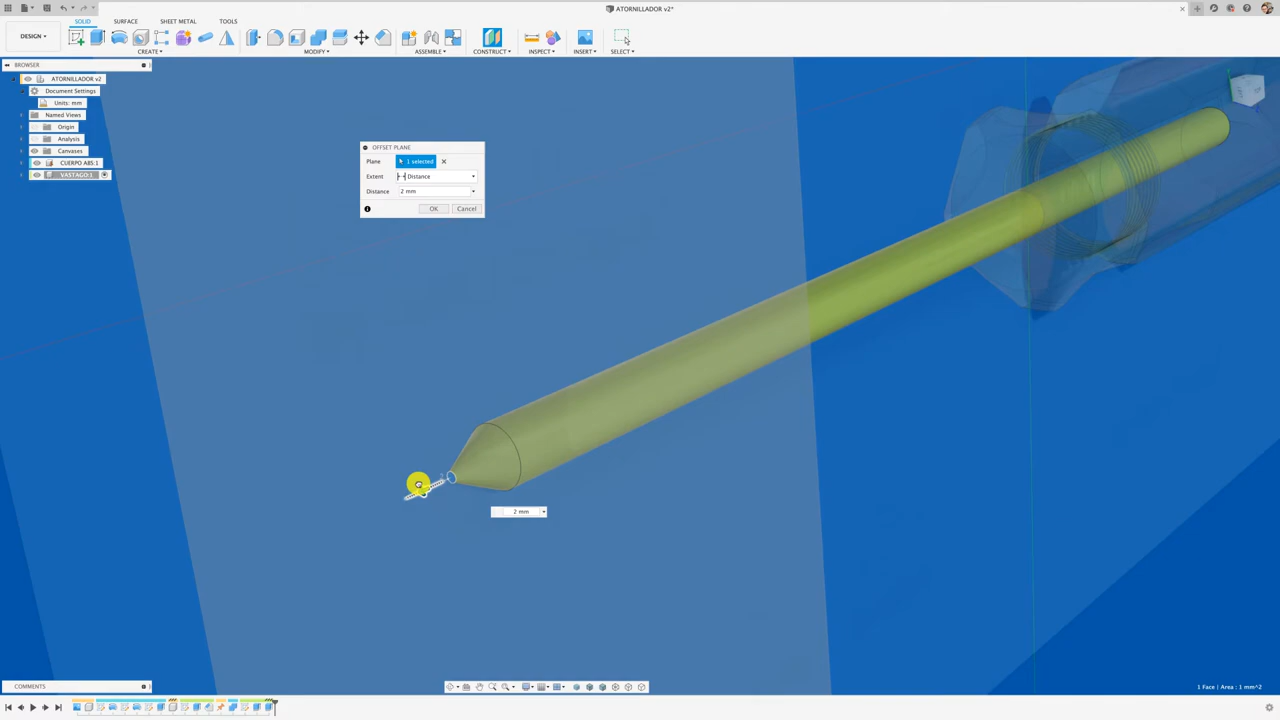 ATORNILLADOR v2*
DESIGN ▾
SOLID
SURFACE
SHEET METAL
TOOLS
CREATE ▾
MODIFY ▾
ASSEMBLE ▾
CONSTRUCT ▾
INSPECT ▾
INSERT ▾
SELECT ▾
BROWSER
ATORNILLADOR v2
Document Settings
Units: mm
Named Views
Origin
Analysis
Canvases
CUERPO ABS:1
VASTAGO:1
OFFSET PLANE
Plane
1 selected
Extent
Distance
Distance
2 mm
OK
Cancel
2 mm
COMMENTS
1 Face | Area : 1 mm^2